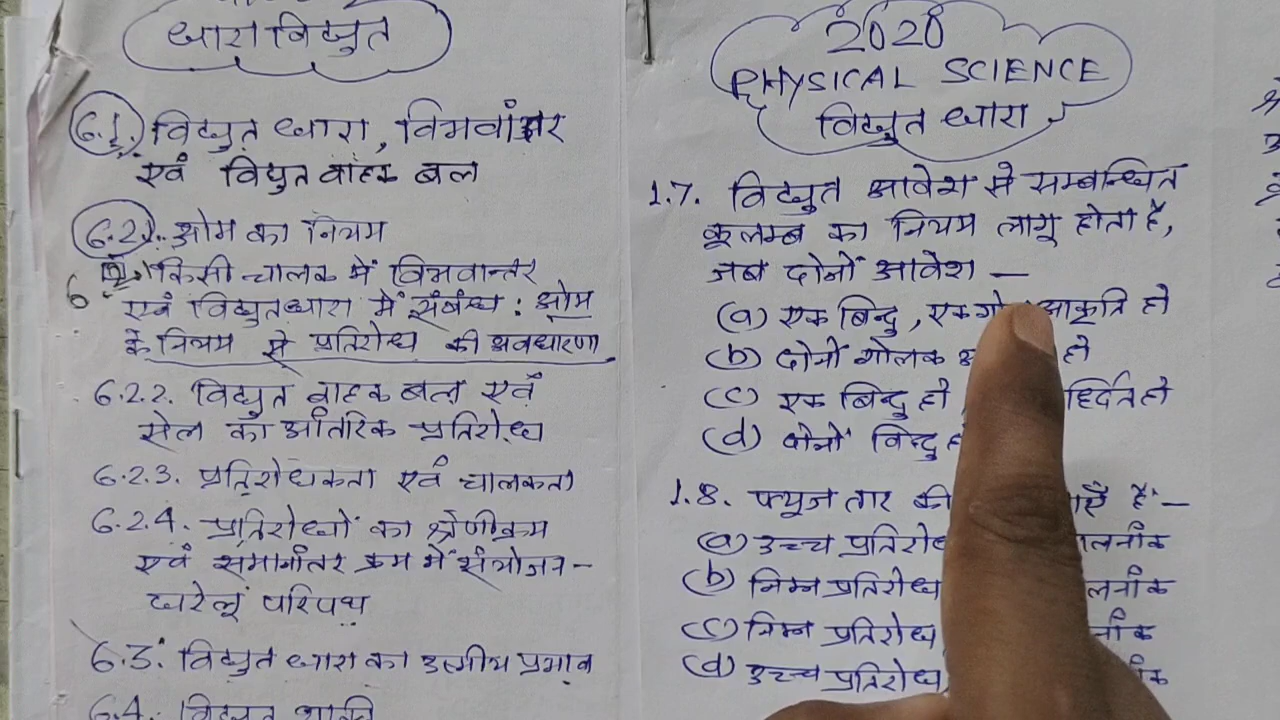 धारा विद्युत
6.1. विद्युत धारा, विभवांतर
एवं विद्युत वाहक बल
6.2. ओम का नियम
6 किसी चालक में विभवान्तर
एवं विद्युतधारा में संबंध : ओम
के नियम से प्रतिरोध की अवधारणा
6.2.2. विद्युत वाहक बल एवं
सेल का आंतरिक प्रतिरोध
6.2.3. प्रतिरोधकता एवं चालकता
6.2.4. प्रतिरोधों का श्रेणीक्रम
एवं समानांतर क्रम में संयोजन -
घरेलू परिपथ
6.3. विद्युत धारा का उष्मीय प्रभाव
6.4.
2020
PHYSICAL SCIENCE
विद्युत धारा
1.7. विद्युत आवेश से सम्बन्धित
कूलम्ब का नियम लागू होता है,
जब दोनों आवेश —
(a) एक बिन्दु, एक आकृति हो
(b) दोनों गोलक हो
(c) एक बिन्दु हो
(d) दोनों बिन्दु
1.8. फ्यूज तार की हैं -
(a) उच्च
(b) निम्न प्रतिरोध
(c) निम्न प्रतिरोध
(d) उच्च प्रतिरोध